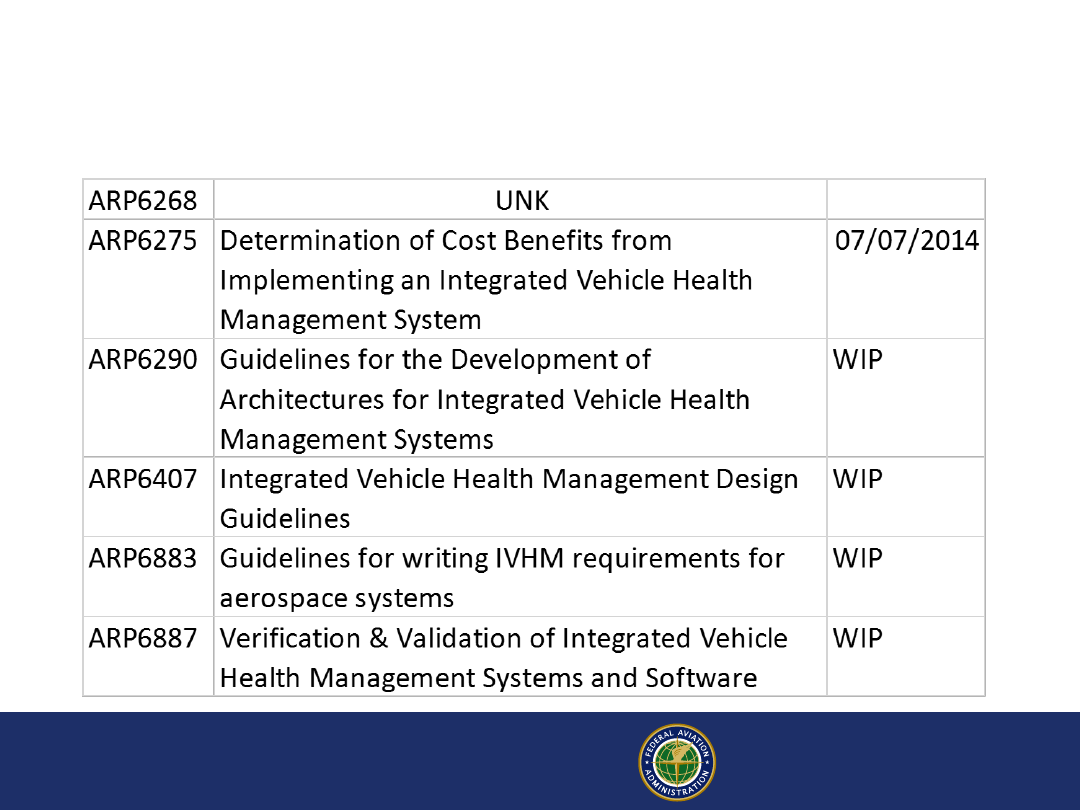 ARP6268 UNK
ARP6275 Determination of Cost Benefits from 07/07/2014
Implementing an Integrated Vehicle Health
Management System
ARP6290 Guidelines for the Development of WIP
Architectures for Integrated Vehicle Health
Management Systems
ARP6407 Integrated Vehicle Health Management Design WIP
Guidelines
ARP6883 Guidelines for writing IVHM requirements for WIP
aerospace systems
ARP6887 Verification & Validation of Integrated Vehicle WIP
Health Management Systems and Software
FEDERAL AVIATION
ADMINISTRATION